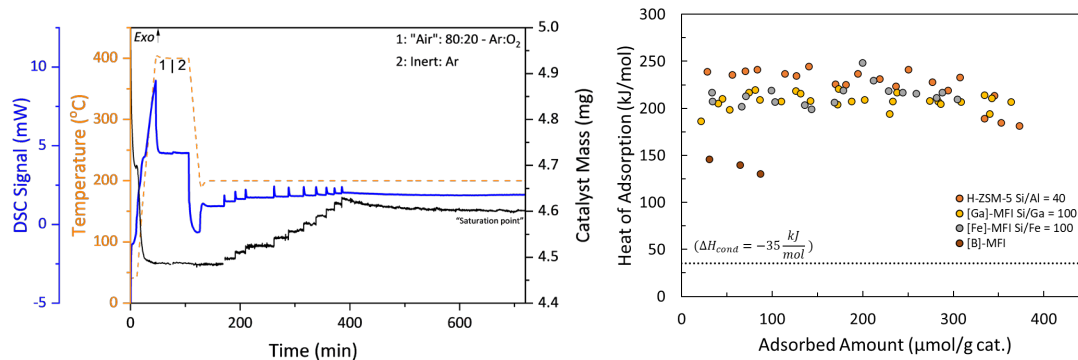 Exo
1: "Air": 80:20 - Ar:O₂
2: Inert: Ar
1 | 2
"Saturation point"
DSC Signal (mW)
10
5
0
-5
Temperature (°C)
400
300
200
100
0
Catalyst Mass (mg)
5.0
4.9
4.8
4.7
4.6
4.5
4.4
0
200
400
600
Time (min)
Heat of Adsorption (kJ/mol)
300
250
200
150
100
50
0
H-ZSM-5 Si/Al = 40
[Ga]-MFI Si/Ga = 100
[Fe]-MFI Si/Fe = 100
[B]-MFI
(ΔH_cond = −35 kJ/mol)
0
100
200
300
400
Adsorbed Amount (μmol/g cat.)